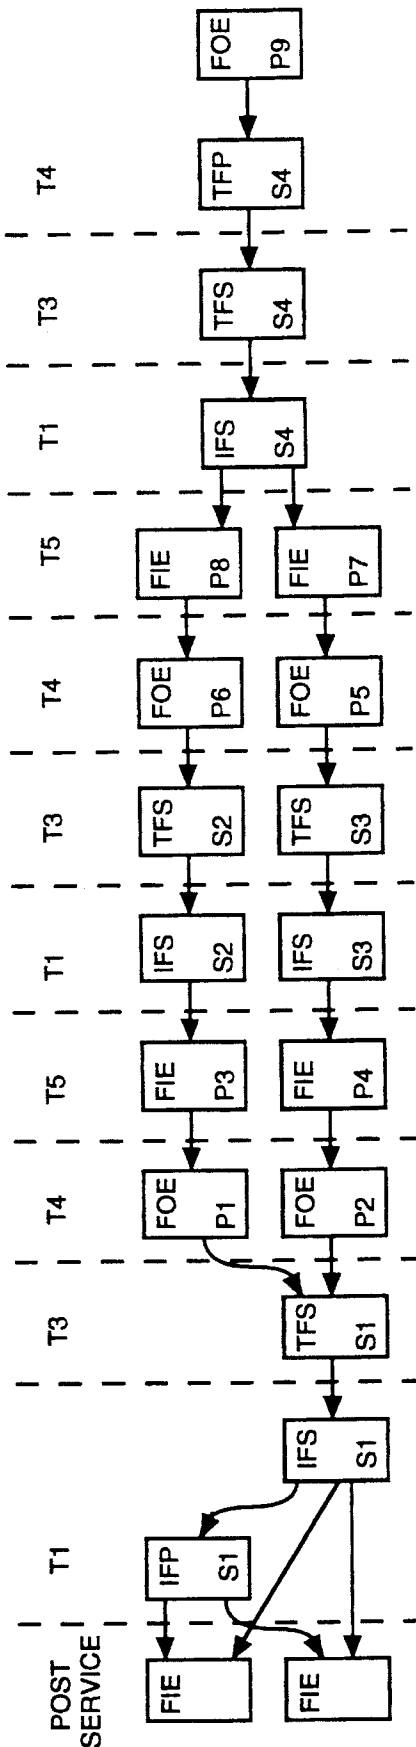 POST
SERVICE
T1
T3
T4
T5
T1
T3
T4
T5
T1
T3
T4
FIE
IFP
S1
FOE
P1
FIE
P3
IFS
S2
TFS
S2
FOE
P6
FIE
P8
IFS
S4
TFS
S4
TFP
S4
FOE
P9
FIE
IFS
S1
TFS
S1
FOE
P2
FIE
P4
IFS
S3
TFS
S3
FOE
P5
FIE
P7